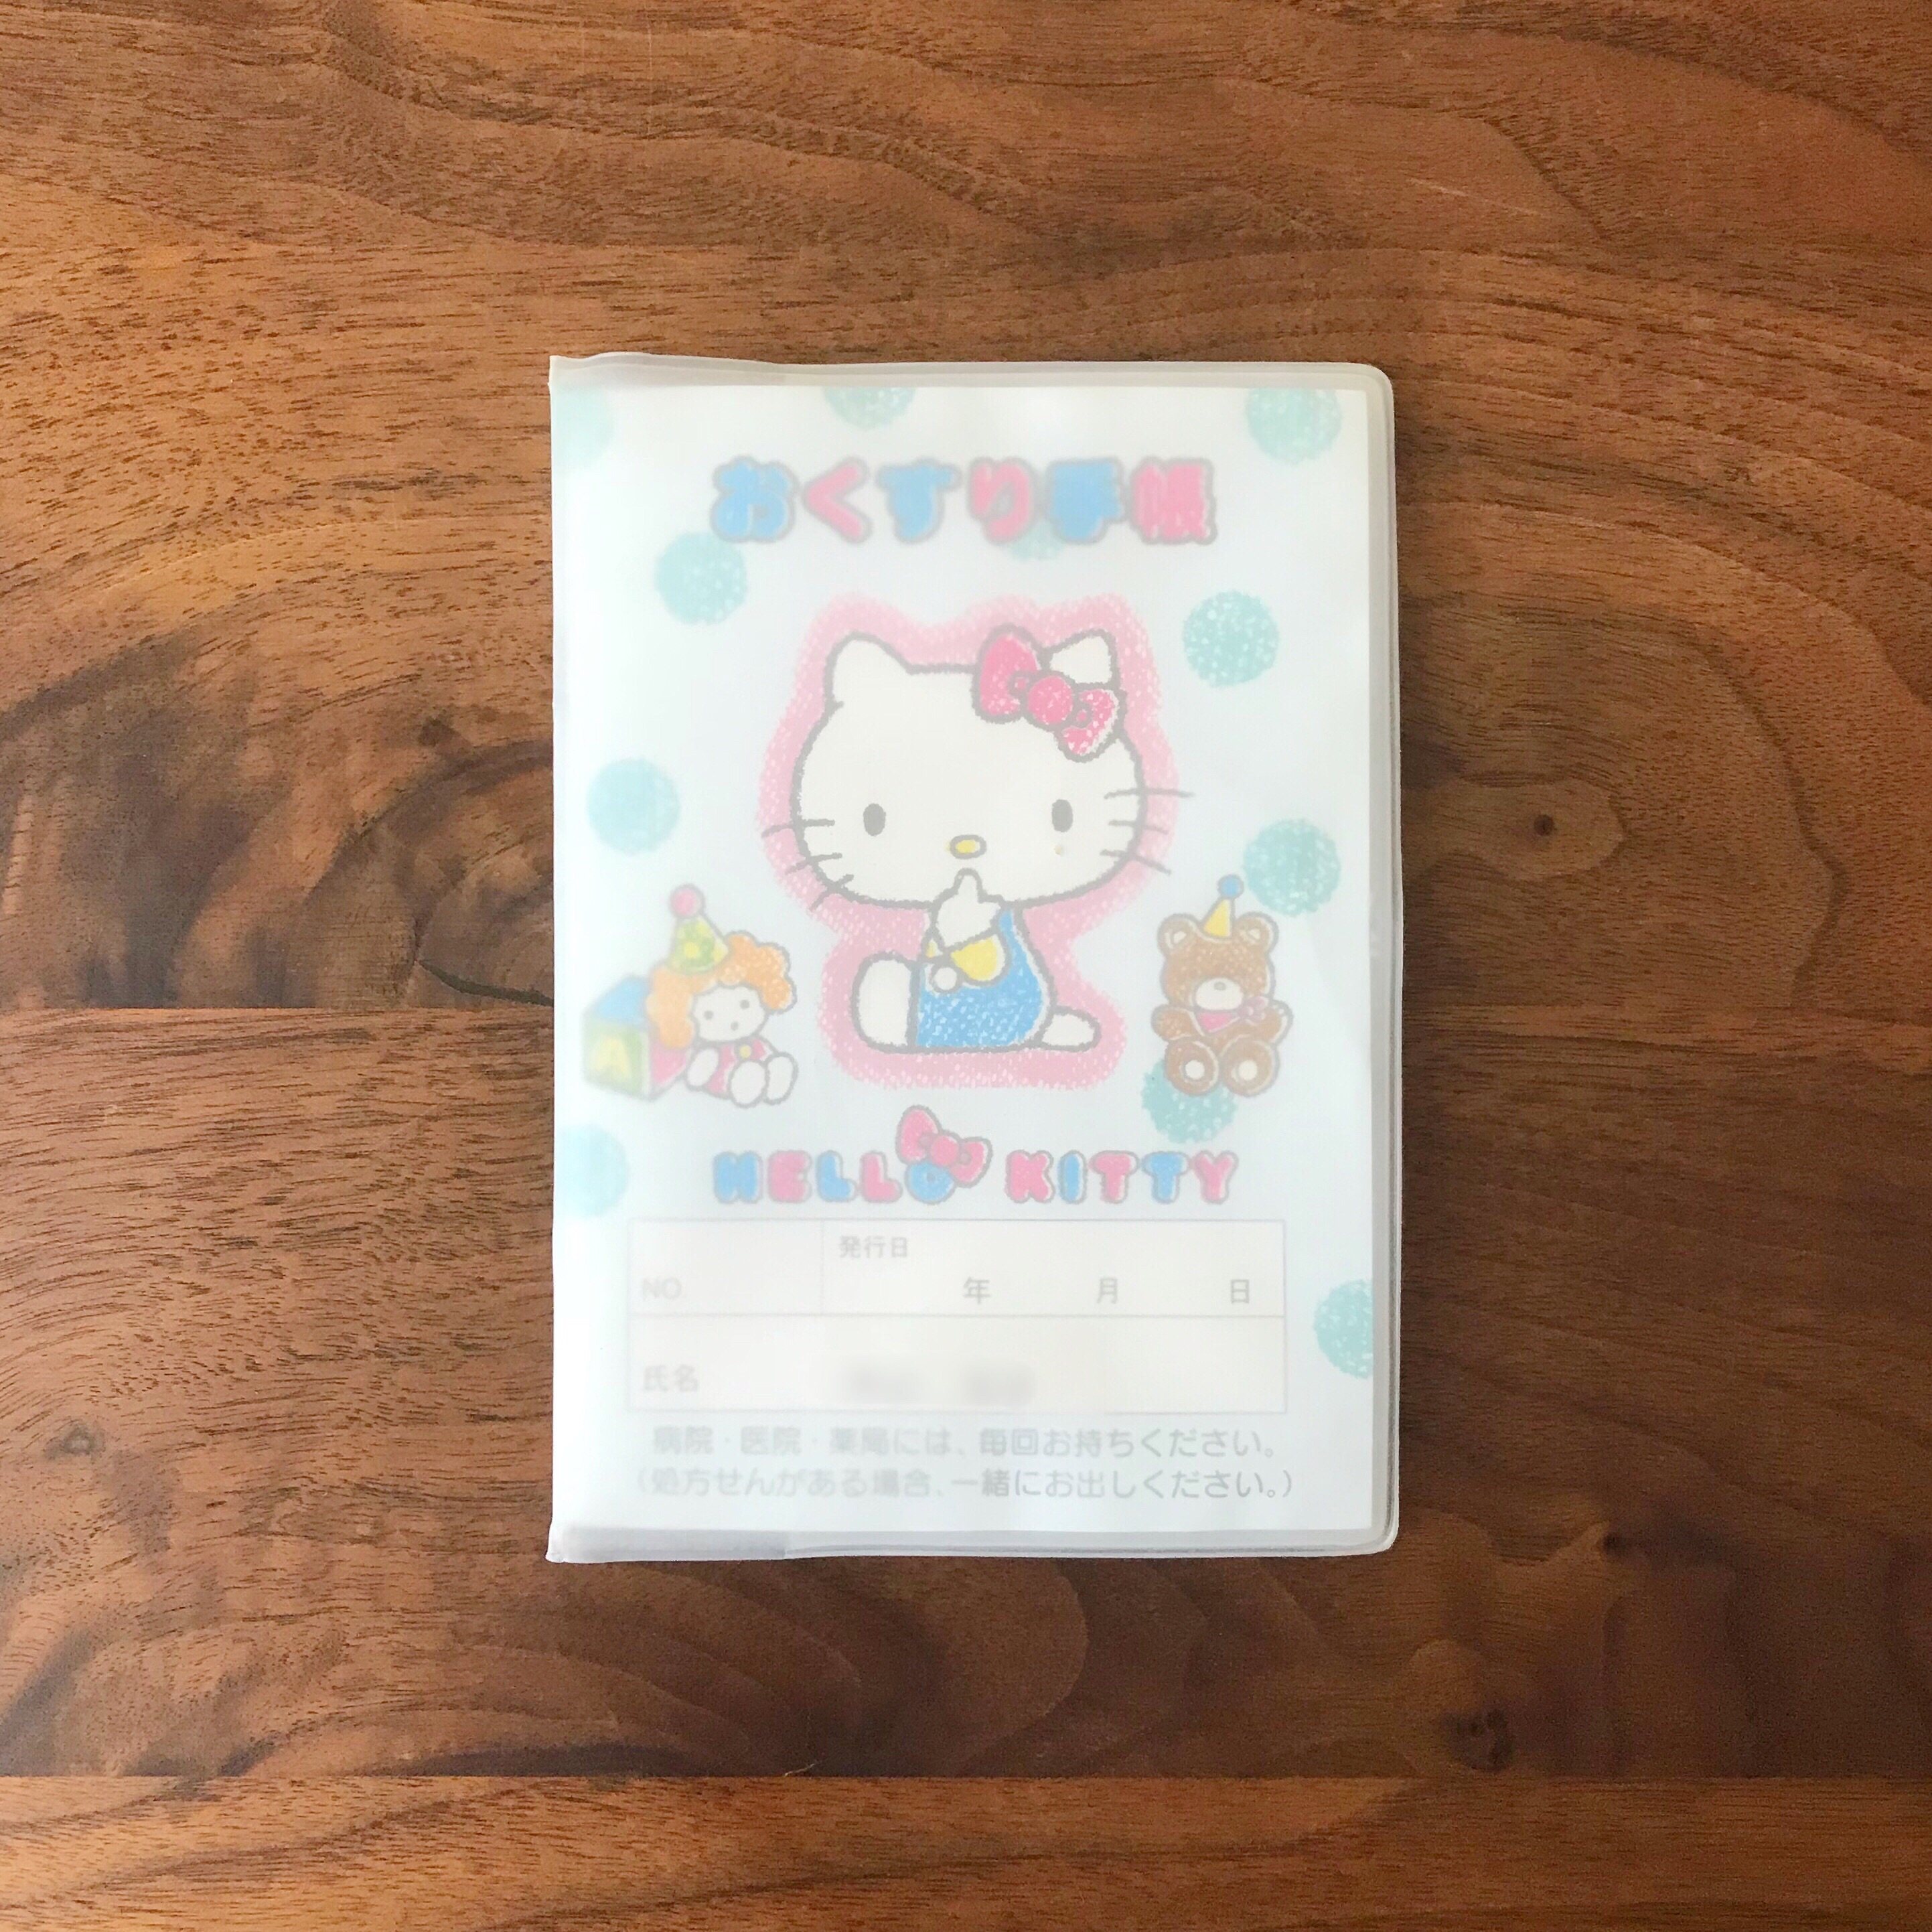 おくすり手帳
A
HELLO KITTY
発行日
NO 年 月 日
氏名
病院・医院・薬局には、毎回お持ちください。
(処方せんがある場合、一緒にお出しください。)